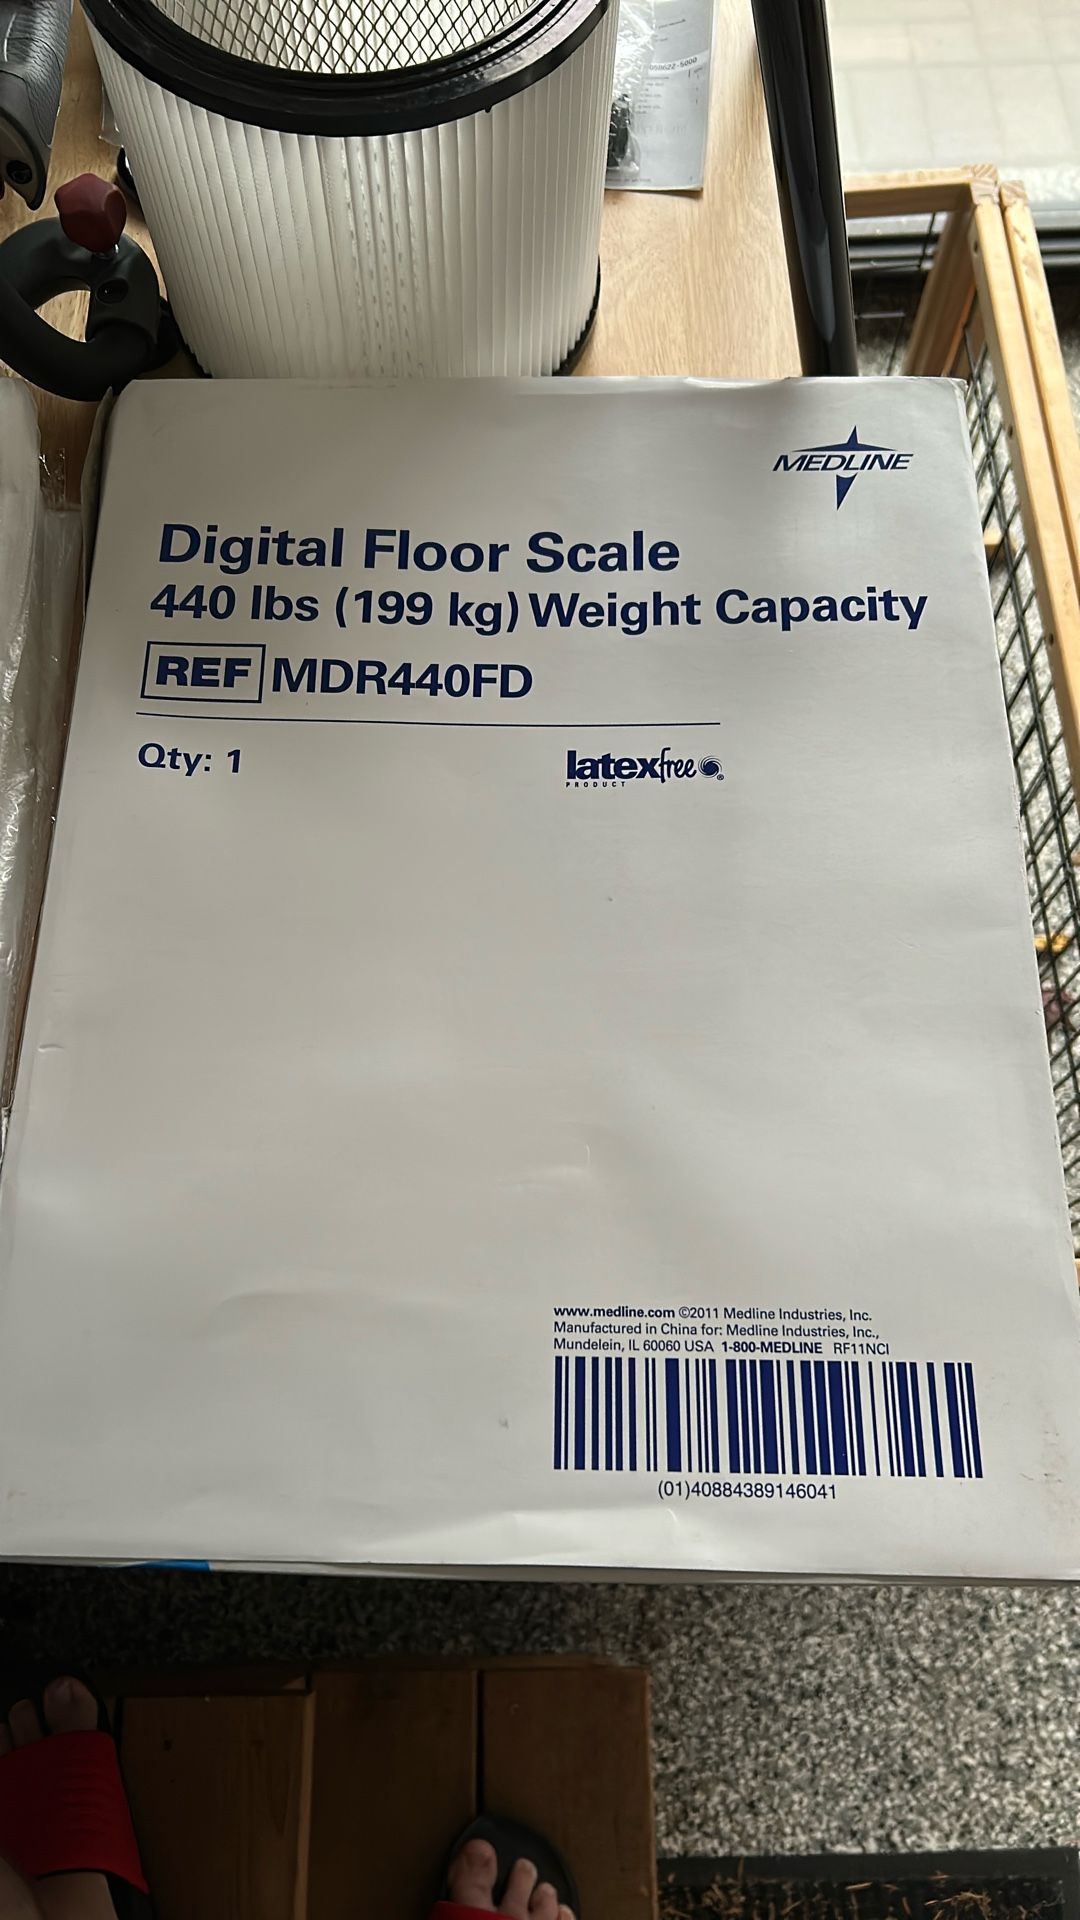 058622-5000
MEDLINE
Digital Floor Scale
440 lbs (199 kg) Weight Capacity
REF MDR440FD
Qty: 1
latexfree®
PRODUCT
www.medline.com ©2011 Medline Industries, Inc.
Manufactured in China for: Medline Industries, Inc.,
Mundelein, IL 60060 USA 1-800-MEDLINE RF11NCI
(01)40884389146041